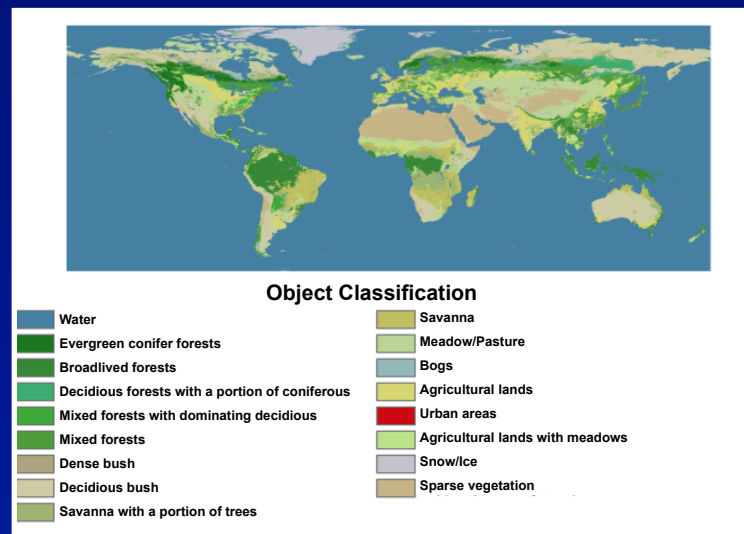 Object Classification
Water
Evergreen conifer forests
Broadlived forests
Decidious forests with a portion of coniferous
Mixed forests with dominating decidious
Mixed forests
Dense bush
Decidious bush
Savanna with a portion of trees
Savanna
Meadow/Pasture
Bogs
Agricultural lands
Urban areas
Agricultural lands with meadows
Snow/Ice
Sparse vegetation